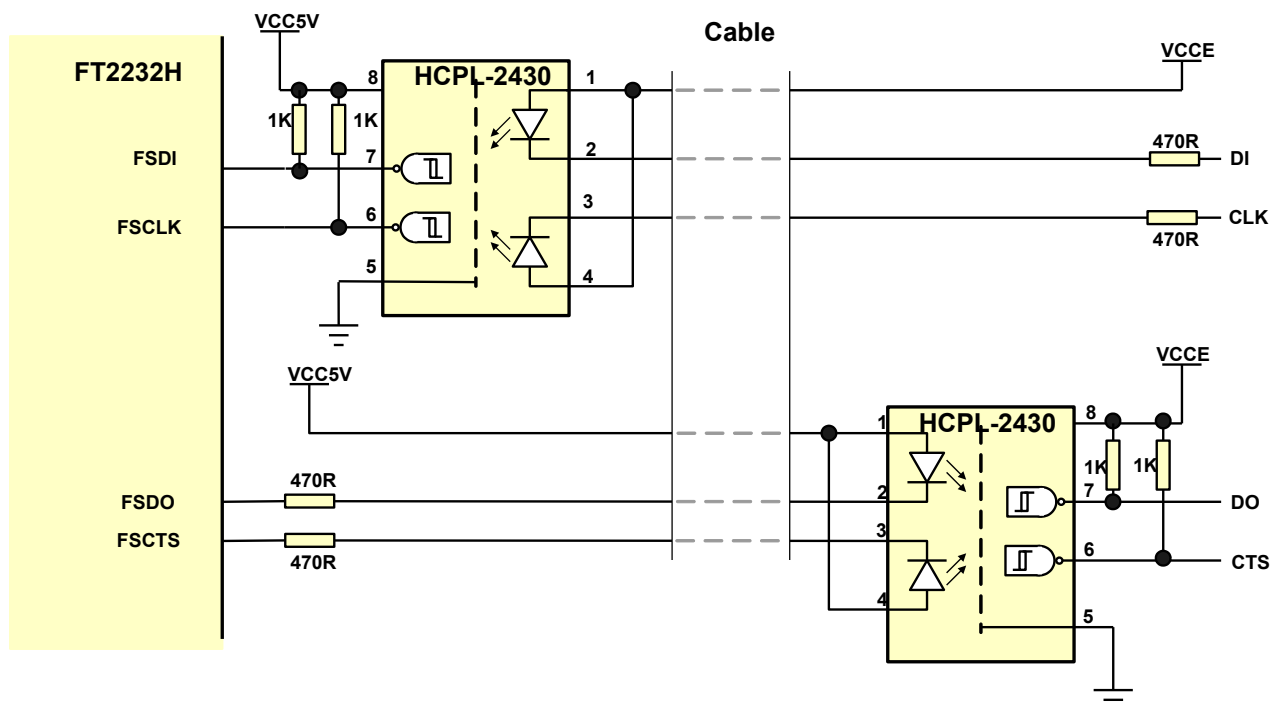 VCC5V
Cable
VCCE
FT2232H
8
HCPL-2430
1
1K
1K
470R
FSDI
7
2
DI
3
FSCLK
6
CLK
470R
5
4
VCC5V
VCCE
1
HCPL-2430
8
470R
1K
1K
FSDO
2
7
DO
FSCTS
3
6
CTS
470R
4
5